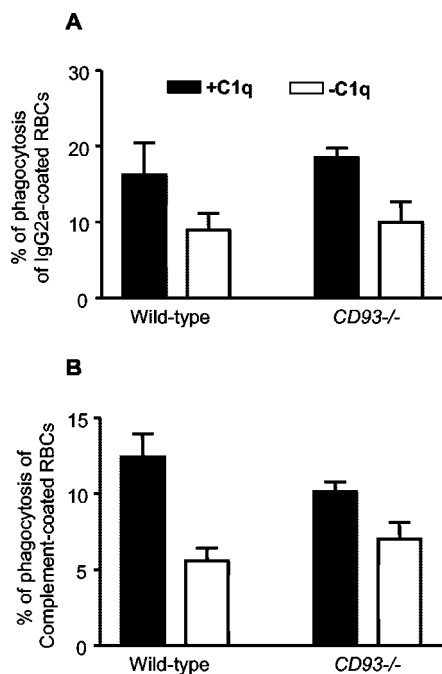 A
% of phagocytosis
of IgG2a-coated RBCs
30
20
10
0
+C1q
-C1q
Wild-type
CD93-/-
B
% of phagocytosis of
Complement-coated RBCs
15
10
5
0
Wild-type
CD93-/-